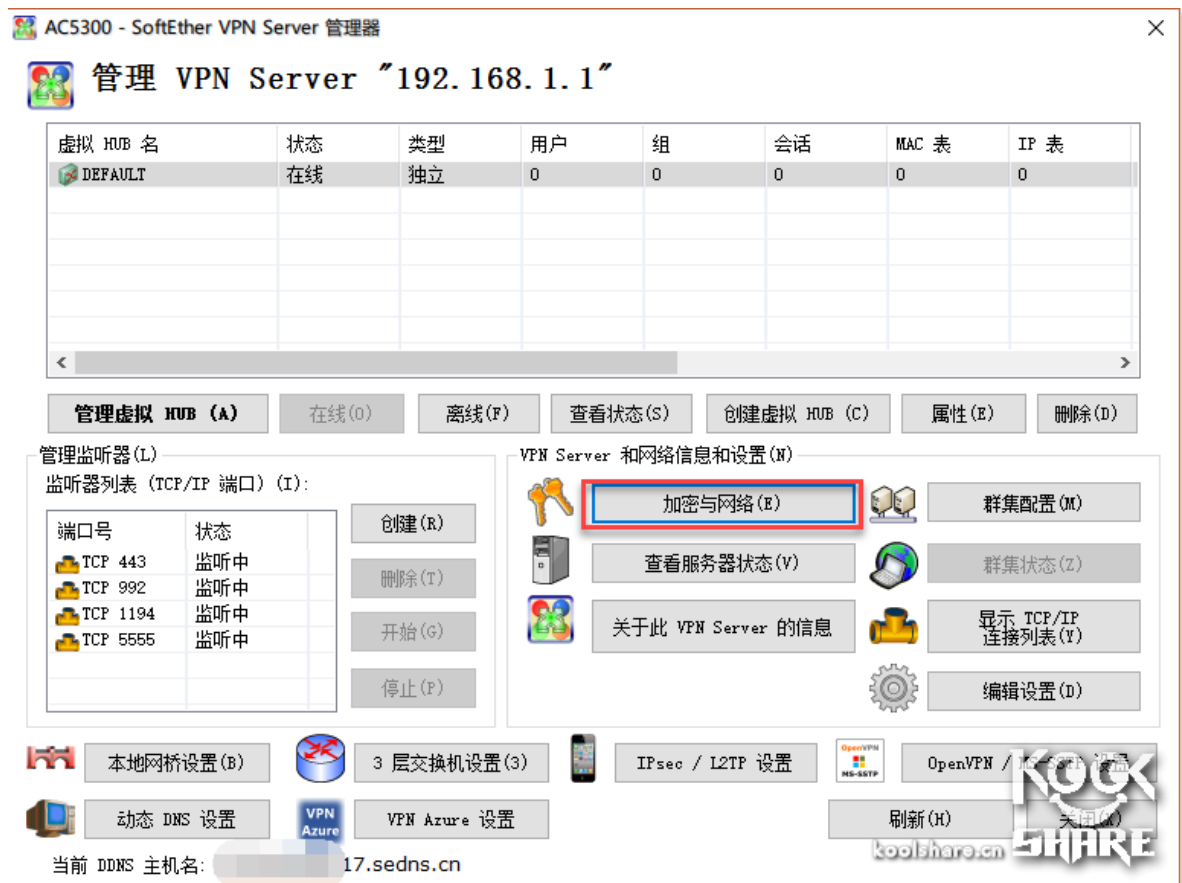 AC5300 - SoftEther VPN Server 管理器
管理 VPN Server "192.168.1.1"
虚拟 HUB 名 状态 类型 用户 组 会话 MAC 表 IP 表
DEFAULT 在线 独立 0 0 0 0 0
管理虚拟 HUB (A) 在线(O) 离线(F) 查看状态(S) 创建虚拟 HUB (C) 属性(E) 删除(D)
管理监听器(L)
监听器列表 (TCP/IP 端口) (I):
端口号 状态
TCP 443 监听中
TCP 992 监听中
TCP 1194 监听中
TCP 5555 监听中
创建(R)
删除(T)
开始(G)
停止(P)
VPN Server 和网络信息和设置(N)
加密与网络(E) 群集配置(M)
查看服务器状态(V) 群集状态(Z)
关于此 VPN Server 的信息 显示 TCP/IP
连接列表(Y)
编辑设置(D)
本地网桥设置(B) 3 层交换机设置(3) IPsec / L2TP 设置 OpenVPN MS-SSTP OpenVPN / MS-SSTP 设置
动态 DNS 设置 VPN Azure VPN Azure 设置 刷新(H) 关闭(X)
当前 DDNS 主机名: 17.sedns.cn
koolshare.cn
KOOL
SHARE